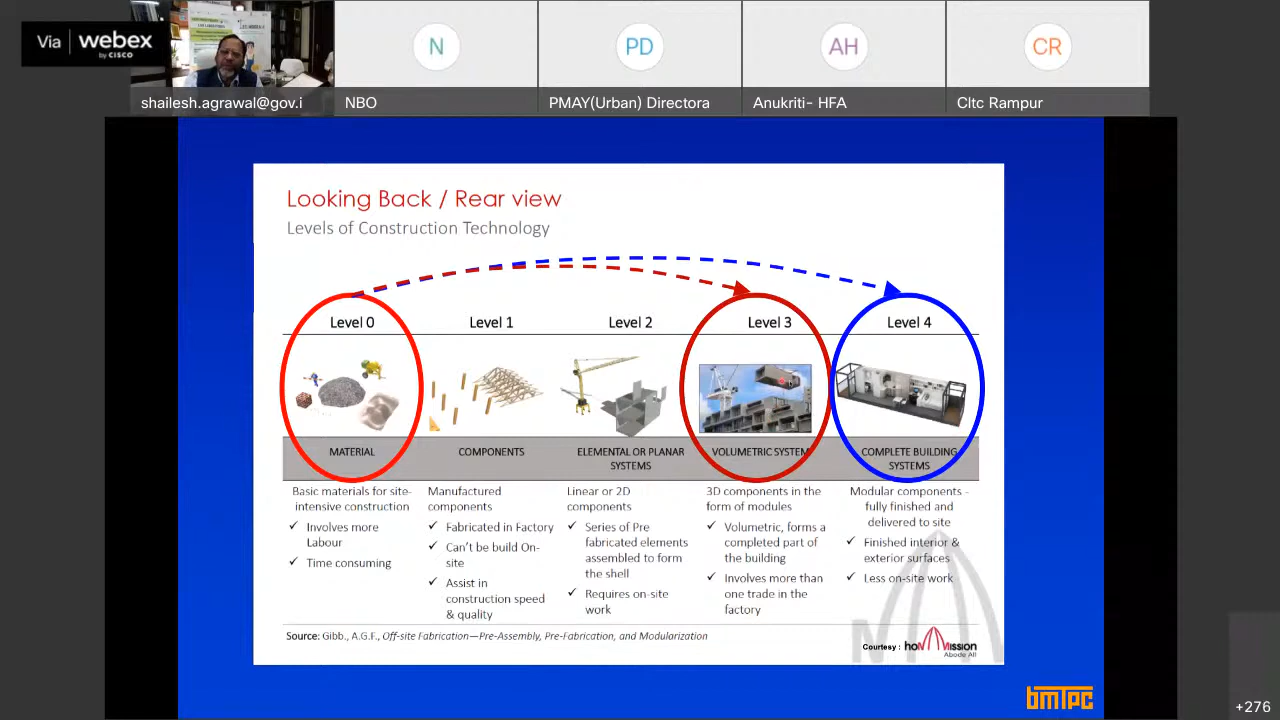 Via webex
by CISCO
N
PD
AH
CR
shailesh.agrawal@gov.i
NBO
PMAY(Urban) Directora
Anukriti- HFA
Cltc Rampur
Looking Back / Rear view
Levels of Construction Technology
Level 0
Level 1
Level 2
Level 3
Level 4
MATERIAL
COMPONENTS
ELEMENTAL OR PLANAR
SYSTEMS
VOLUMETRIC SYSTEM
COMPLETE BUILDING
SYSTEMS
Basic materials for site-
intensive construction
✓ Involves more
Labour
✓ Time consuming
Manufactured
components
✓ Fabricated in Factory
✓ Can't be build On-
site
✓ Assist in
construction speed
& quality
Linear or 2D
components
✓ Series of Pre
fabricated elements
assembled to form
the shell
✓ Requires on-site
work
3D components in the
form of modules
✓ Volumetric, forms a
completed part of
the building
✓ Involves more than
one trade in the
factory
Modular components -
fully finished and
delivered to site
✓ Finished interior &
exterior surfaces
✓ Less on-site work
Source: Gibb., A.G.F., Off-site Fabrication—Pre-Assembly, Pre-Fabrication, and Modularization
Courtesy : hoMMission
Abode All
bmTPC
+276